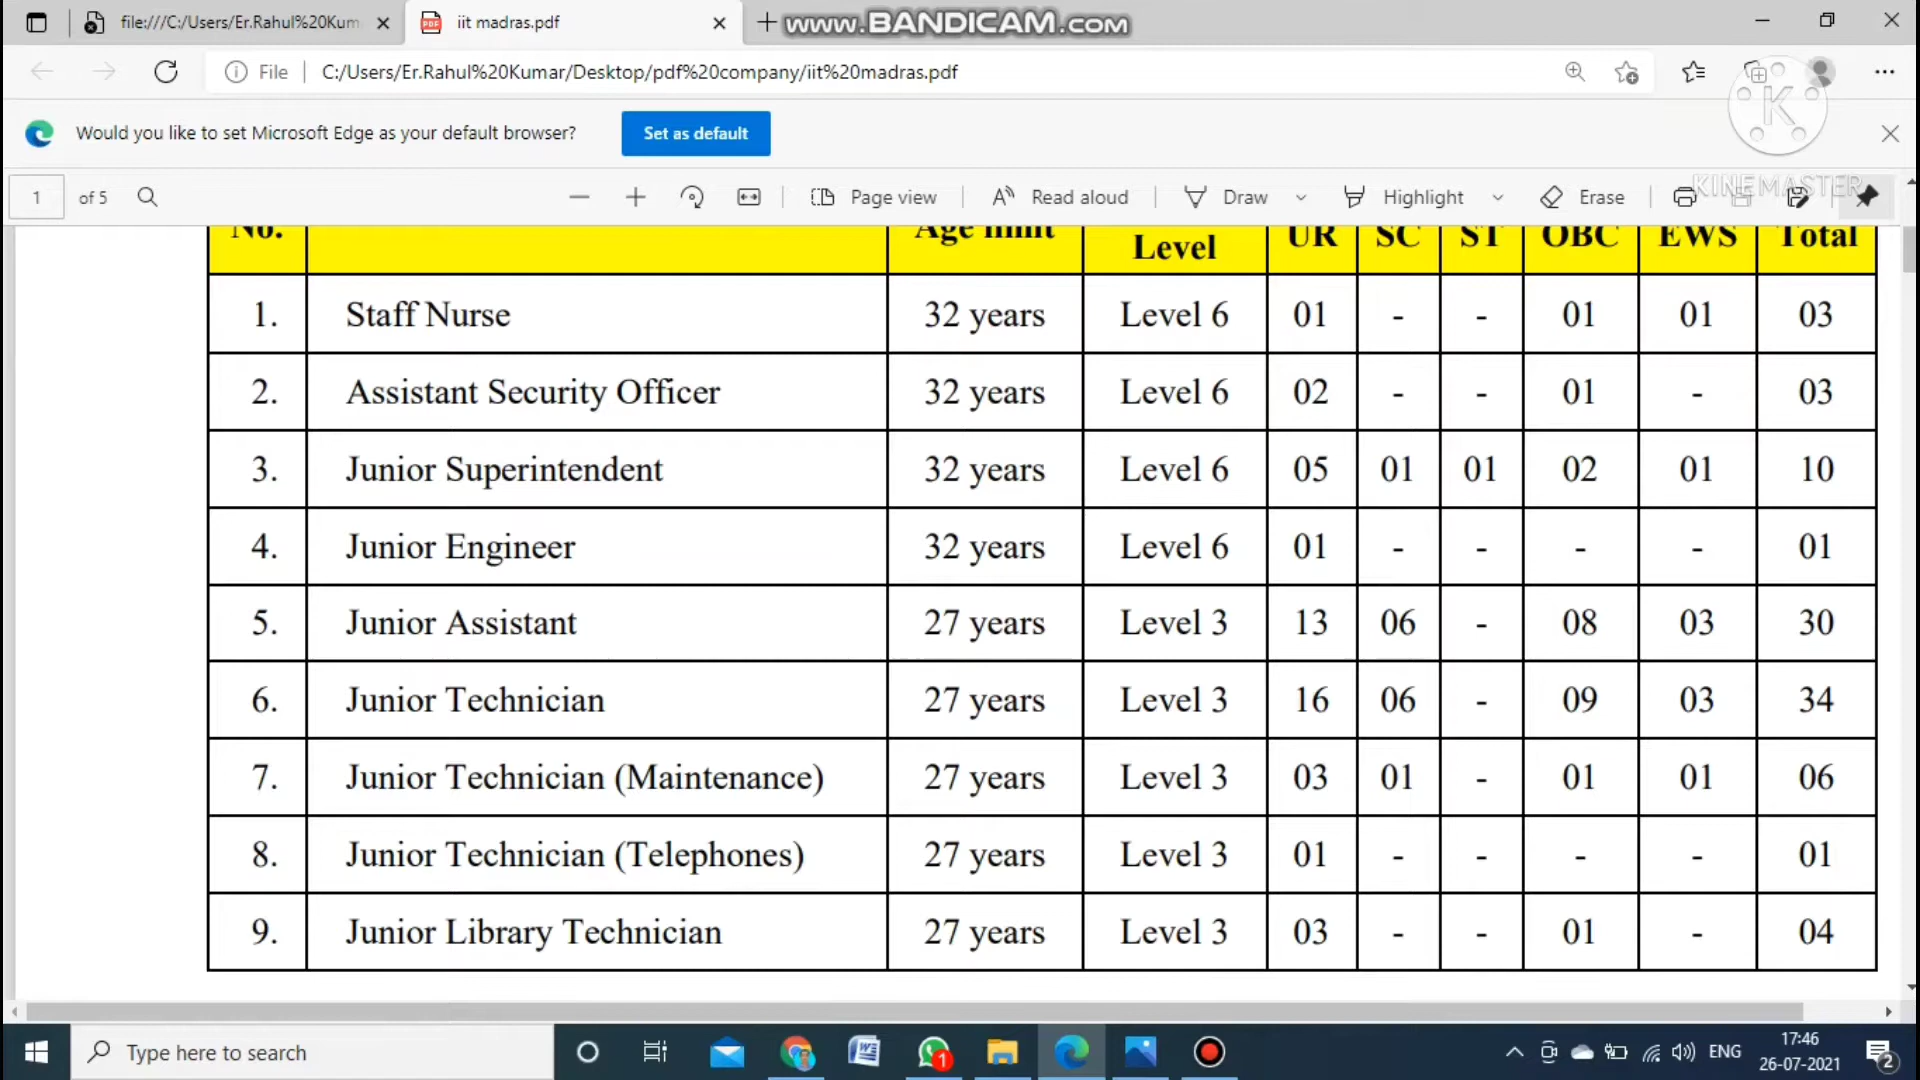 file:///C:/Users/Er.Rahul%20Kum
iit madras.pdf
www.BANDICAM.com
File
C:/Users/Er.Rahul%20Kumar/Desktop/pdf%20company/iit%20madras.pdf
K
Would you like to set Microsoft Edge as your default browser?
Set as default
1 of 5
Page view
Read aloud
Draw
Highlight
Erase
KINEMASTER
No. Age limit Level UR SC ST OBC EWS Total
1. Staff Nurse 32 years Level 6 01 - - 01 01 03
2. Assistant Security Officer 32 years Level 6 02 - - 01 - 03
3. Junior Superintendent 32 years Level 6 05 01 01 02 01 10
4. Junior Engineer 32 years Level 6 01 - - - - 01
5. Junior Assistant 27 years Level 3 13 06 - 08 03 30
6. Junior Technician 27 years Level 3 16 06 - 09 03 34
7. Junior Technician (Maintenance) 27 years Level 3 03 01 - 01 01 06
8. Junior Technician (Telephones) 27 years Level 3 01 - - - - 01
9. Junior Library Technician 27 years Level 3 03 - - 01 - 04
Type here to search
1
ENG
17:46
26-07-2021
2